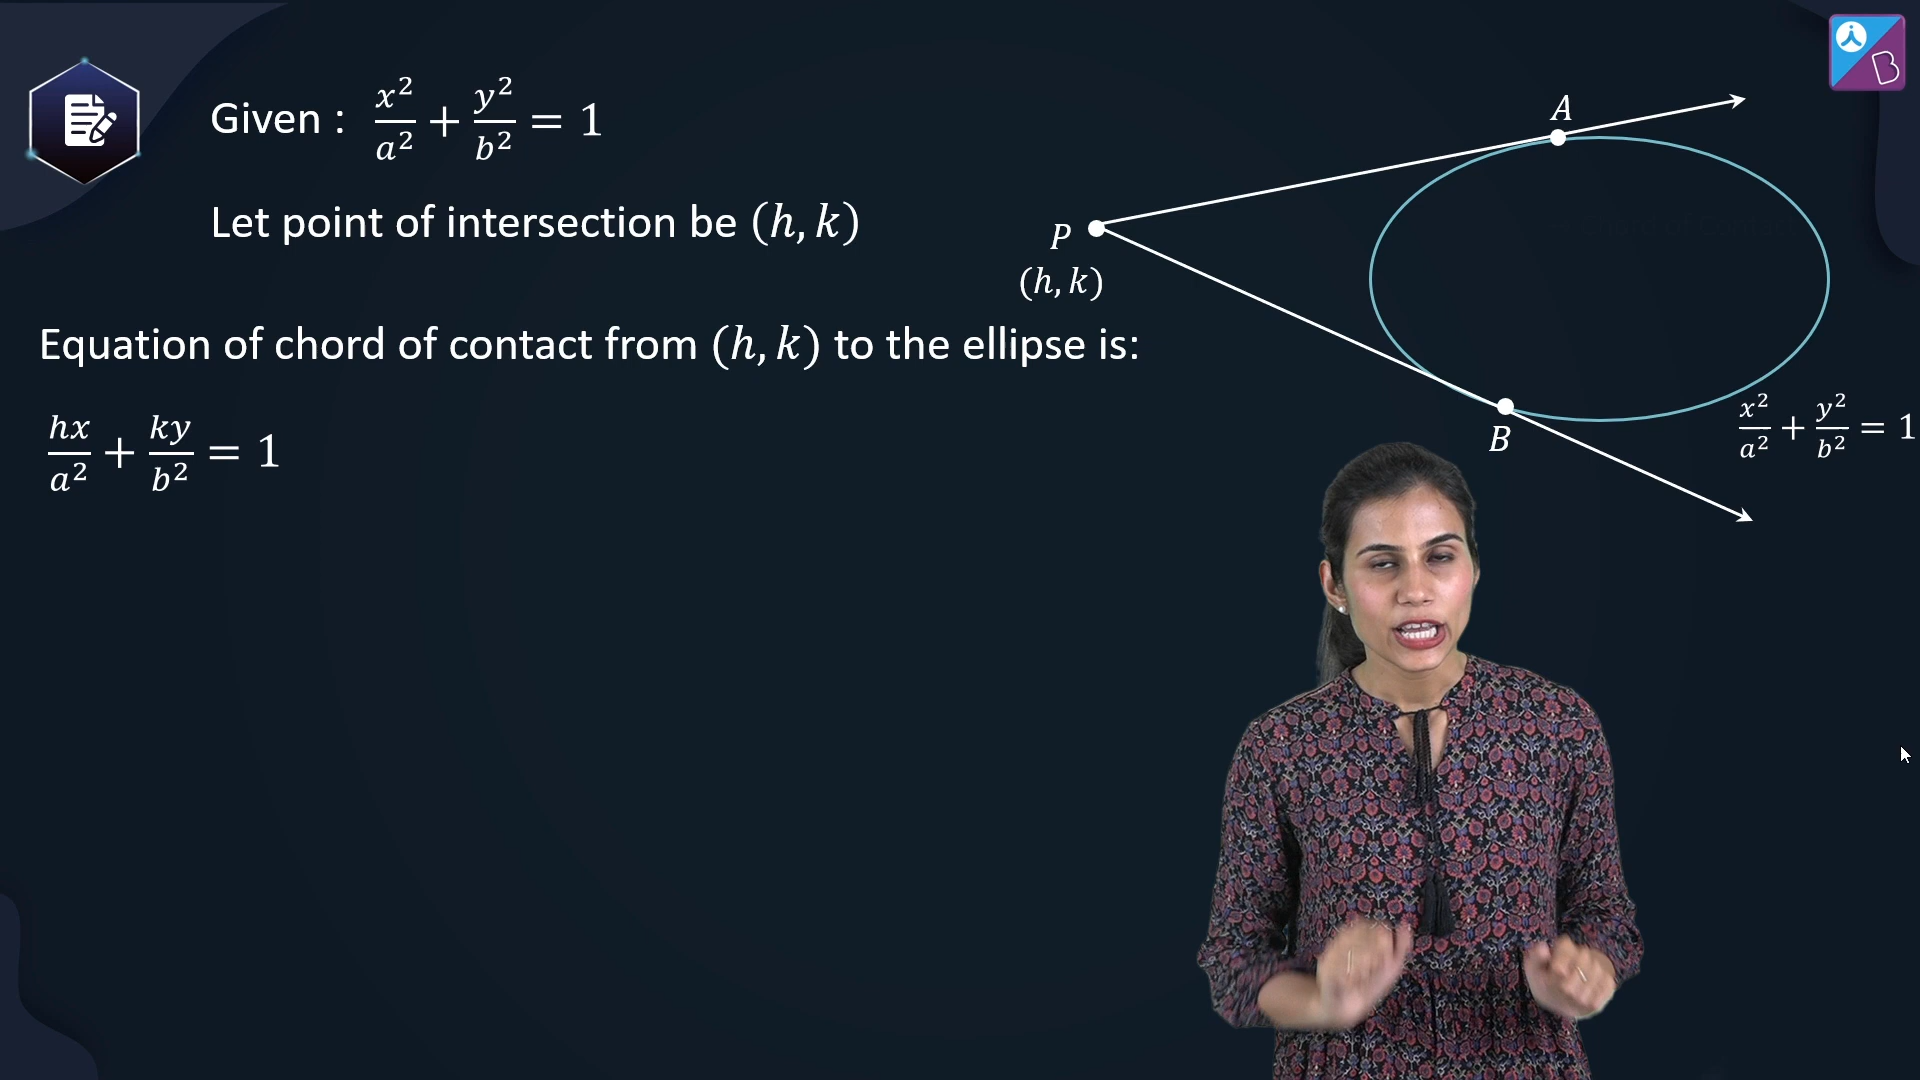 Given : x²/a² + y²/b² = 1
Let point of intersection be (h, k)
Equation of chord of contact from (h, k) to the ellipse is:
hx/a² + ky/b² = 1
A
P
(h, k)
B
x²/a² + y²/b² = 1
B